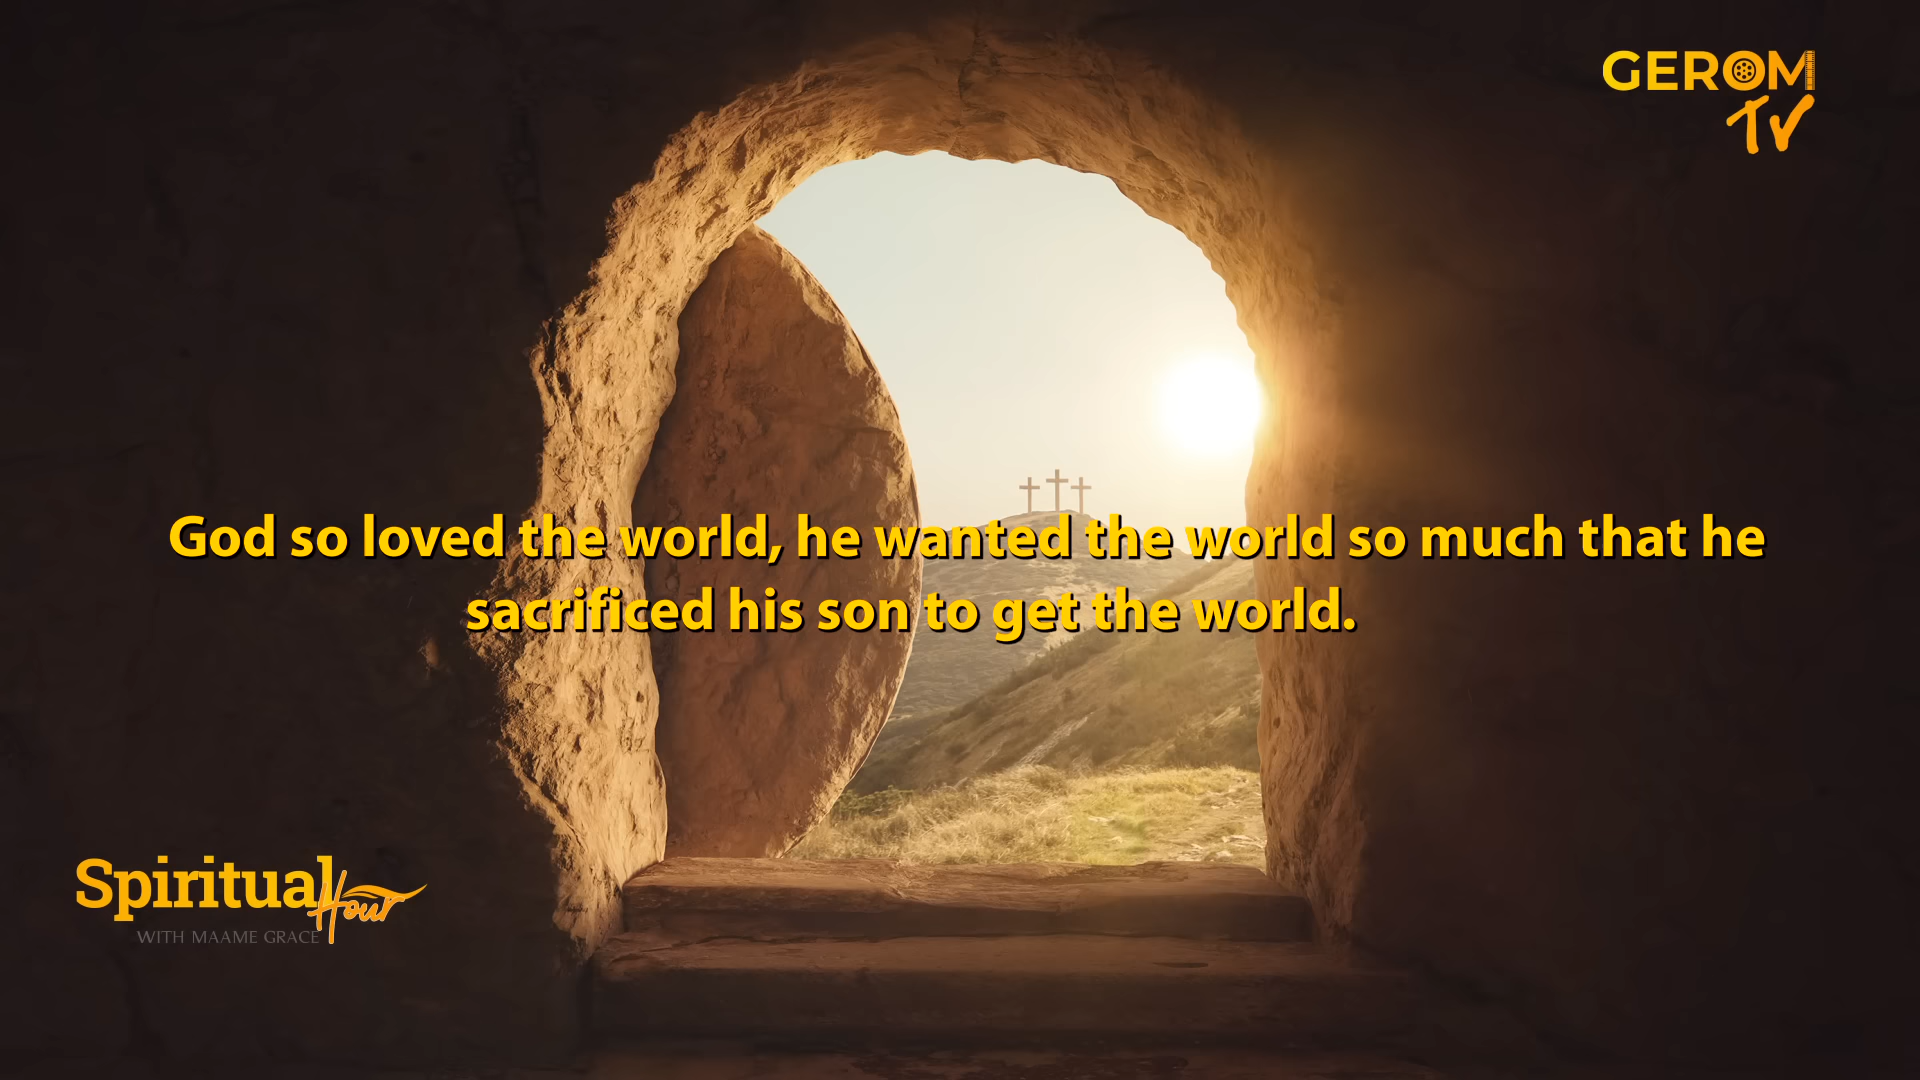 GEROM
TV
God so loved the world, he wanted the world so much that he
sacrificed his son to get the world.
Spiritual
Hour
WITH MAAME GRACE